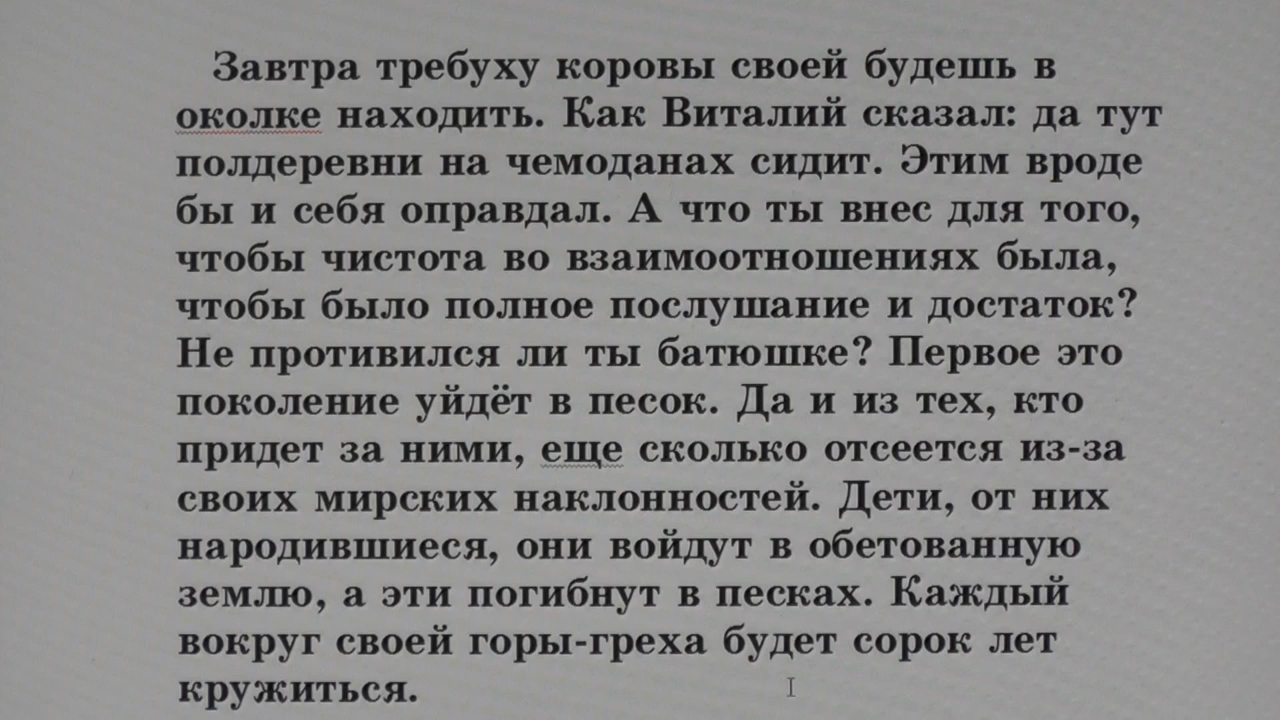 Завтра требуху коровы своей будешь в
околке находить. Как Виталий сказал: да тут
полдеревни на чемоданах сидит. Этим вроде
бы и себя оправдал. А что ты внес для того,
чтобы чистота во взаимоотношениях была,
чтобы было полное послушание и достаток?
Не противился ли ты батюшке? Первое это
поколение уйдёт в песок. Да и из тех, кто
придет за ними, еще сколько отсеется из-за
своих мирских наклонностей. Дети, от них
народившиеся, они войдут в обетованную
землю, а эти погибнут в песках. Каждый
вокруг своей горы-греха будет сорок лет
кружиться.